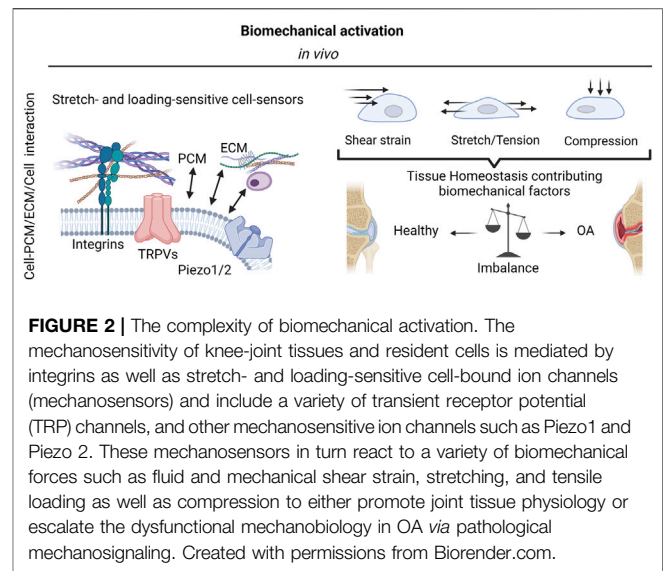 Biomechanical activation
in vivo
Cell-PCM/ECM/Cell interaction
Stretch- and loading-sensitive cell-sensors
PCM
ECM
Integrins
TRPVs
Piezo1/2
Shear strain
Stretch/Tension
Compression
Tissue Homeostasis contributing
biomechanical factors
Healthy
OA
Imbalance
FIGURE 2 | The complexity of biomechanical activation. The
mechanosensitivity of knee-joint tissues and resident cells is mediated by
integrins as well as stretch- and loading-sensitive cell-bound ion channels
(mechanosensors) and include a variety of transient receptor potential
(TRP) channels, and other mechanosensitive ion channels such as Piezo1 and
Piezo 2. These mechanosensors in turn react to a variety of biomechanical
forces such as fluid and mechanical shear strain, stretching, and tensile
loading as well as compression to either promote joint tissue physiology or
escalate the dysfunctional mechanobiology in OA via pathological
mechanosignaling. Created with permissions from Biorender.com.